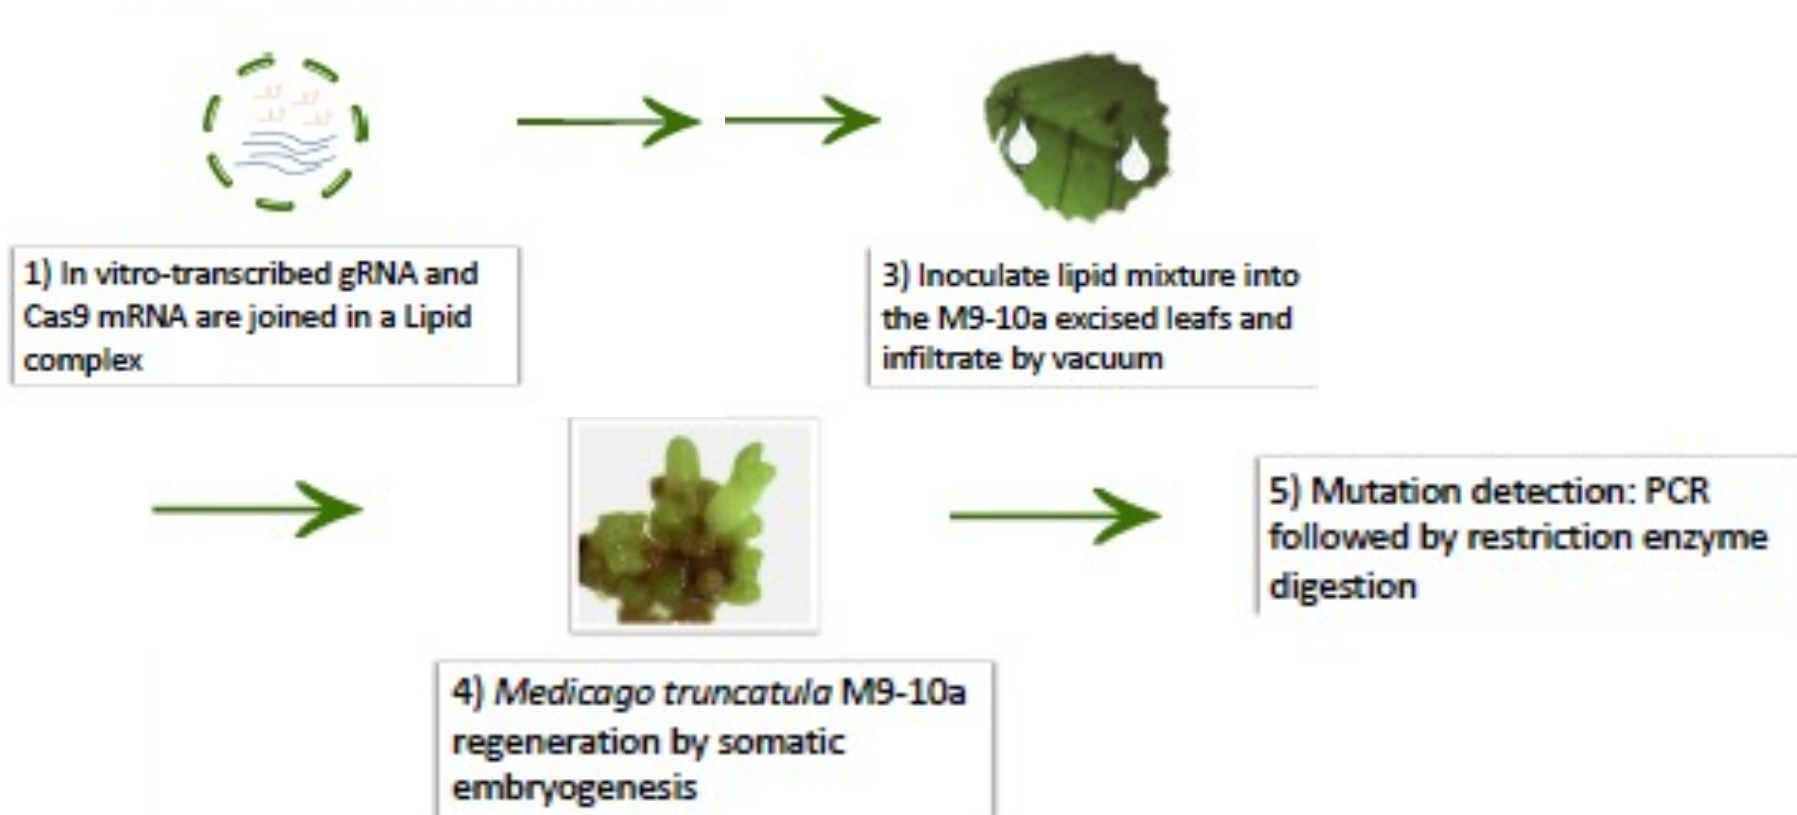 1) In vitro-transcribed gRNA and
Cas9 mRNA are joined in a Lipid
complex
3) Inoculate lipid mixture into
the M9-10a excised leafs and
infiltrate by vacuum
4) Medicago truncatula M9-10a
regeneration by somatic
embryogenesis
5) Mutation detection: PCR
followed by restriction enzyme
digestion